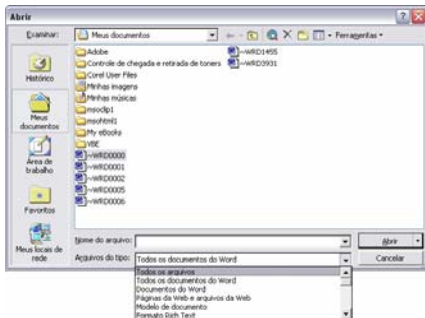 Abrir
Examinar:
Meus documentos
Ferramentas
Histórico
Meus documentos
Área de trabalho
Favoritos
Meus locais de rede
Adobe
Controle de chegada e retirada de toners
Corel User Files
Minhas imagens
Minhas músicas
msoclip1
msohtml1
My eBooks
VBE
~WRD0000
~WRD0001
~WRD0002
~WRD0005
~WRD0006
~WRD1455
~WRD3931
Nome do arquivo:
Abrir
Arquivos do tipo:
Todos os documentos do Word
Cancelar
Todos os arquivos
Todos os documentos do Word
Documentos do Word
Páginas da Web e arquivos da Web
Modelo de documento
Formato Rich Text